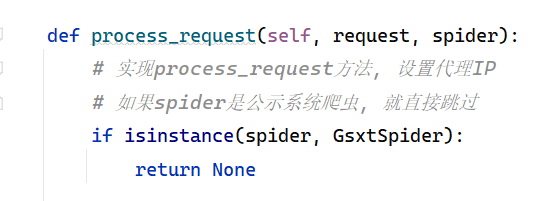 def process_request(self, request, spider):
# 实现process_request方法, 设置代理IP
# 如果spider是公示系统爬虫, 就直接跳过
if isinstance(spider, GsxtSpider):
return None